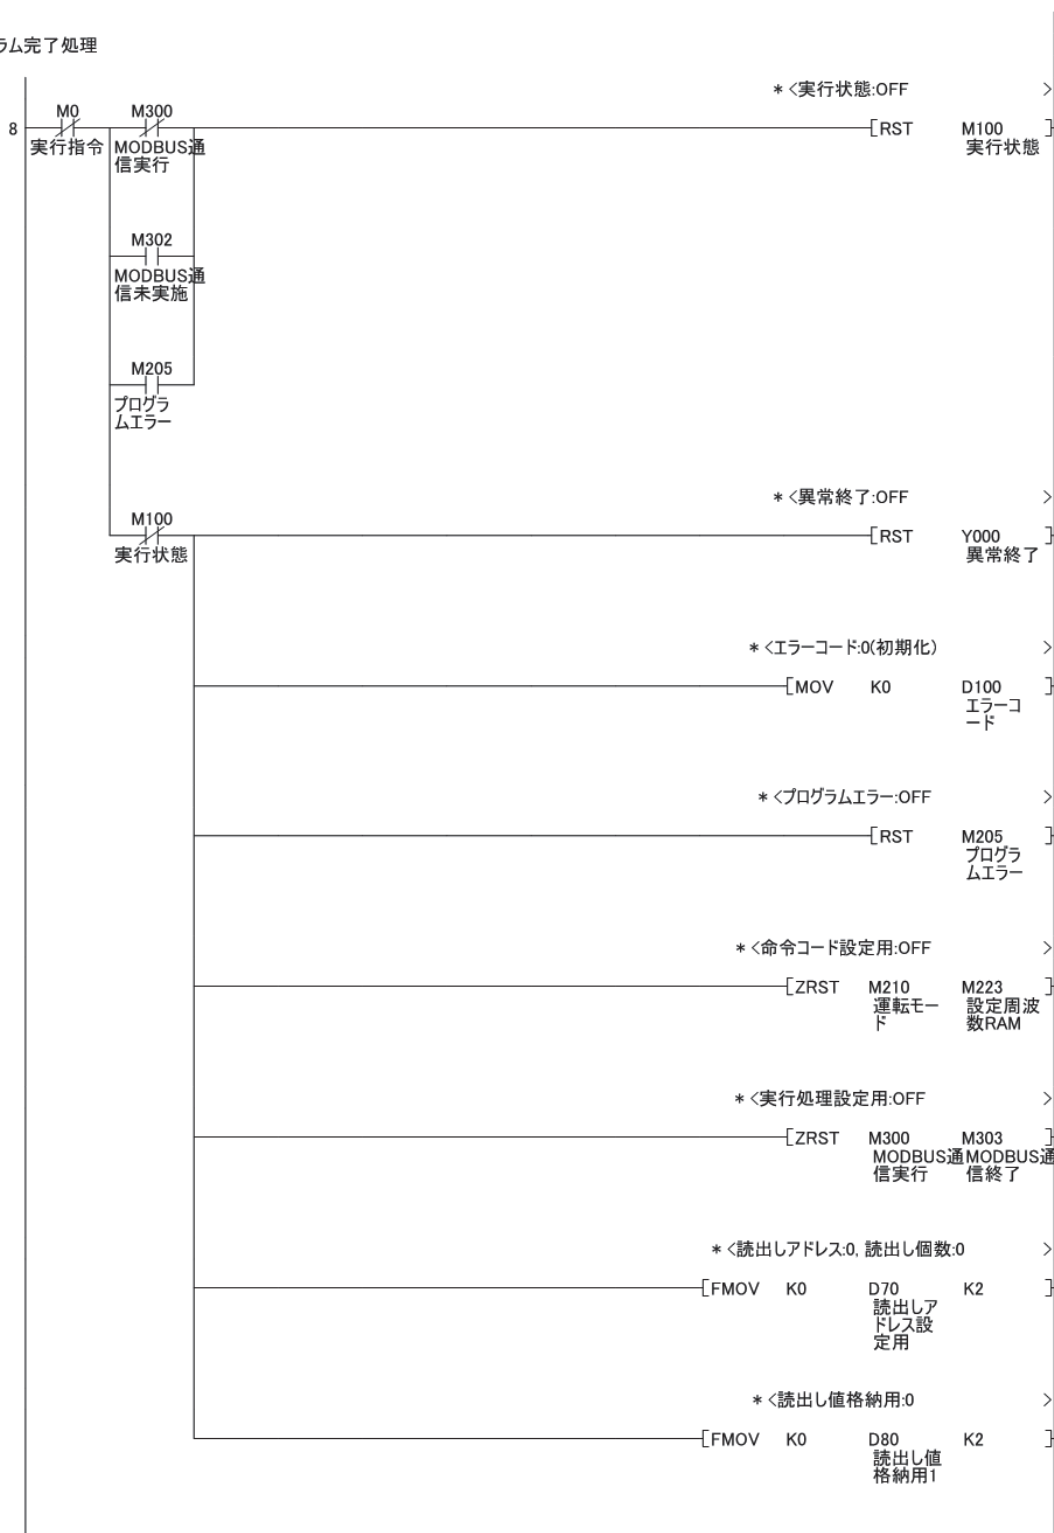 ラム完了処理
* <実行状態:OFF >
M0 M300
8 [RST M100 ]
実行指令 MODBUS通 実行状態
信実行
M302
MODBUS通
信未実施
M205
プログラ
ムエラー
* <異常終了:OFF >
M100
[RST Y000 ]
実行状態 異常終了
* <エラーコード:0(初期化) >
[MOV K0 D100 ]
エラーコ
ード
* <プログラムエラー:OFF >
[RST M205 ]
プログラ
ムエラー
* <命令コード設定用:OFF >
[ZRST M210 M223 ]
運転モー 設定周波
ド 数RAM
* <実行処理設定用:OFF >
[ZRST M300 M303 ]
MODBUS通 MODBUS通
信実行 信終了
* <読出しアドレス:0, 読出し個数:0 >
[FMOV K0 D70 K2 ]
読出しア
ドレス設
定用
* <読出し値格納用:0 >
[FMOV K0 D80 K2 ]
読出し値
格納用1